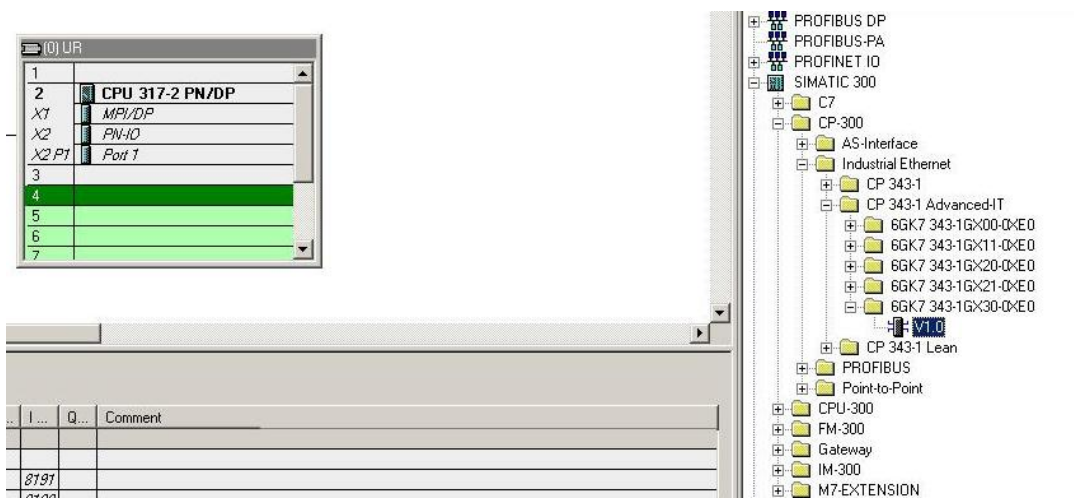 (0) UR
1
2 CPU 317-2 PN/DP
X1 MPI/DP
X2 PN-IO
X2 P1 Port 1
3
4
5
6
7
... I ... Q... Comment
8191
PROFIBUS DP
PROFIBUS-PA
PROFINET IO
SIMATIC 300
C7
CP-300
AS-Interface
Industrial Ethernet
CP 343-1
CP 343-1 Advanced-IT
6GK7 343-1GX00-0XE0
6GK7 343-1GX11-0XE0
6GK7 343-1GX20-0XE0
6GK7 343-1GX21-0XE0
6GK7 343-1GX30-0XE0
V1.0
CP 343-1 Lean
PROFIBUS
Point-to-Point
CPU-300
FM-300
Gateway
IM-300
M7-EXTENSION